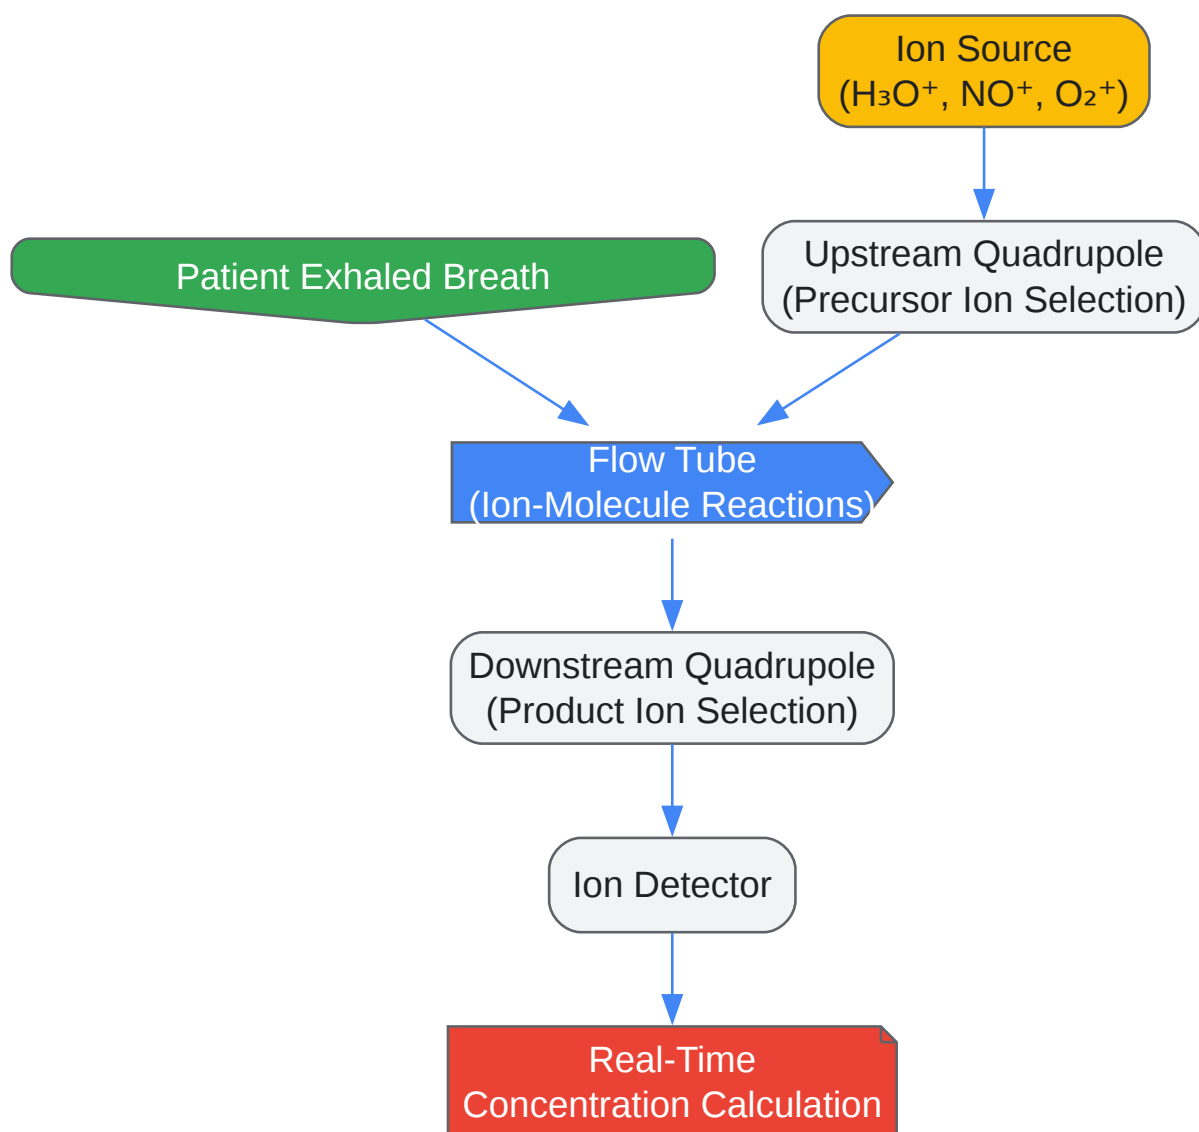 Ion Source
(H₃O⁺, NO⁺, O₂⁺)
Patient Exhaled Breath
Upstream Quadrupole
(Precursor Ion Selection)
Flow Tube
(Ion-Molecule Reactions)
Downstream Quadrupole
(Product Ion Selection)
Ion Detector
Real-Time
Concentration Calculation